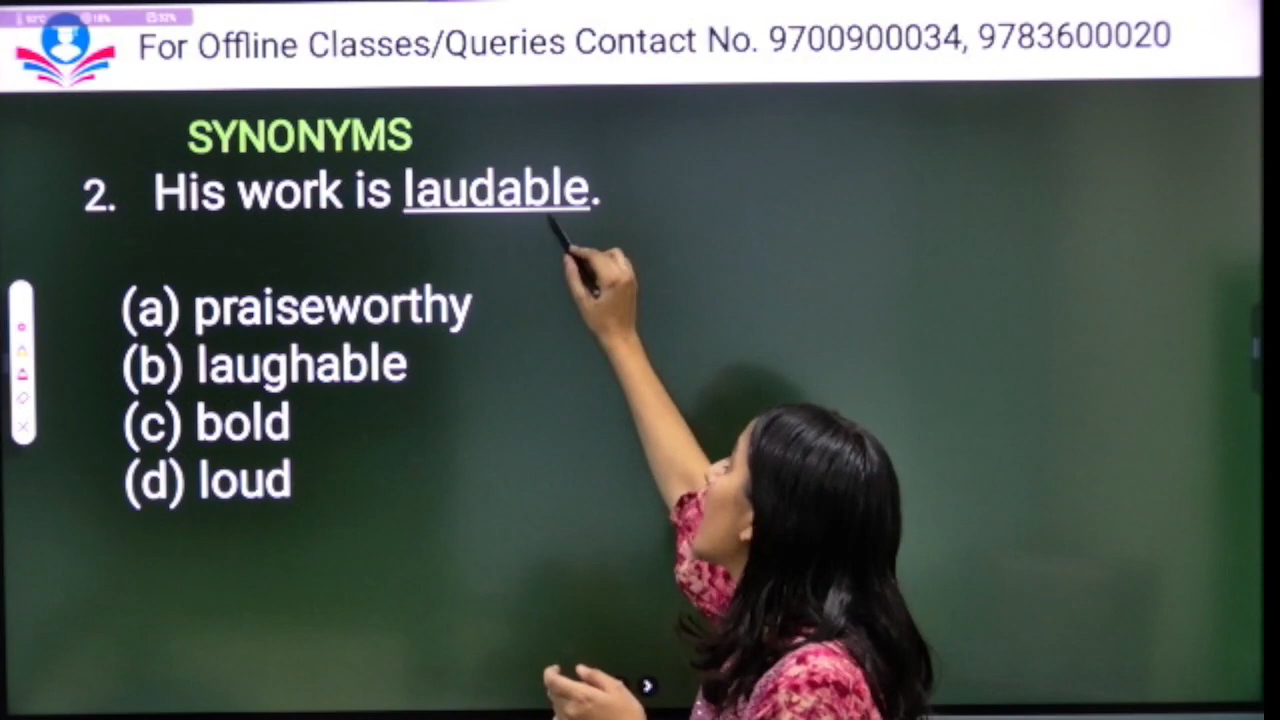 For Offline Classes/Queries Contact No. 9700900034, 9783600020
SYNONYMS
2. His work is laudable.
(a) praiseworthy
(b) laughable
(c) bold
(d) loud